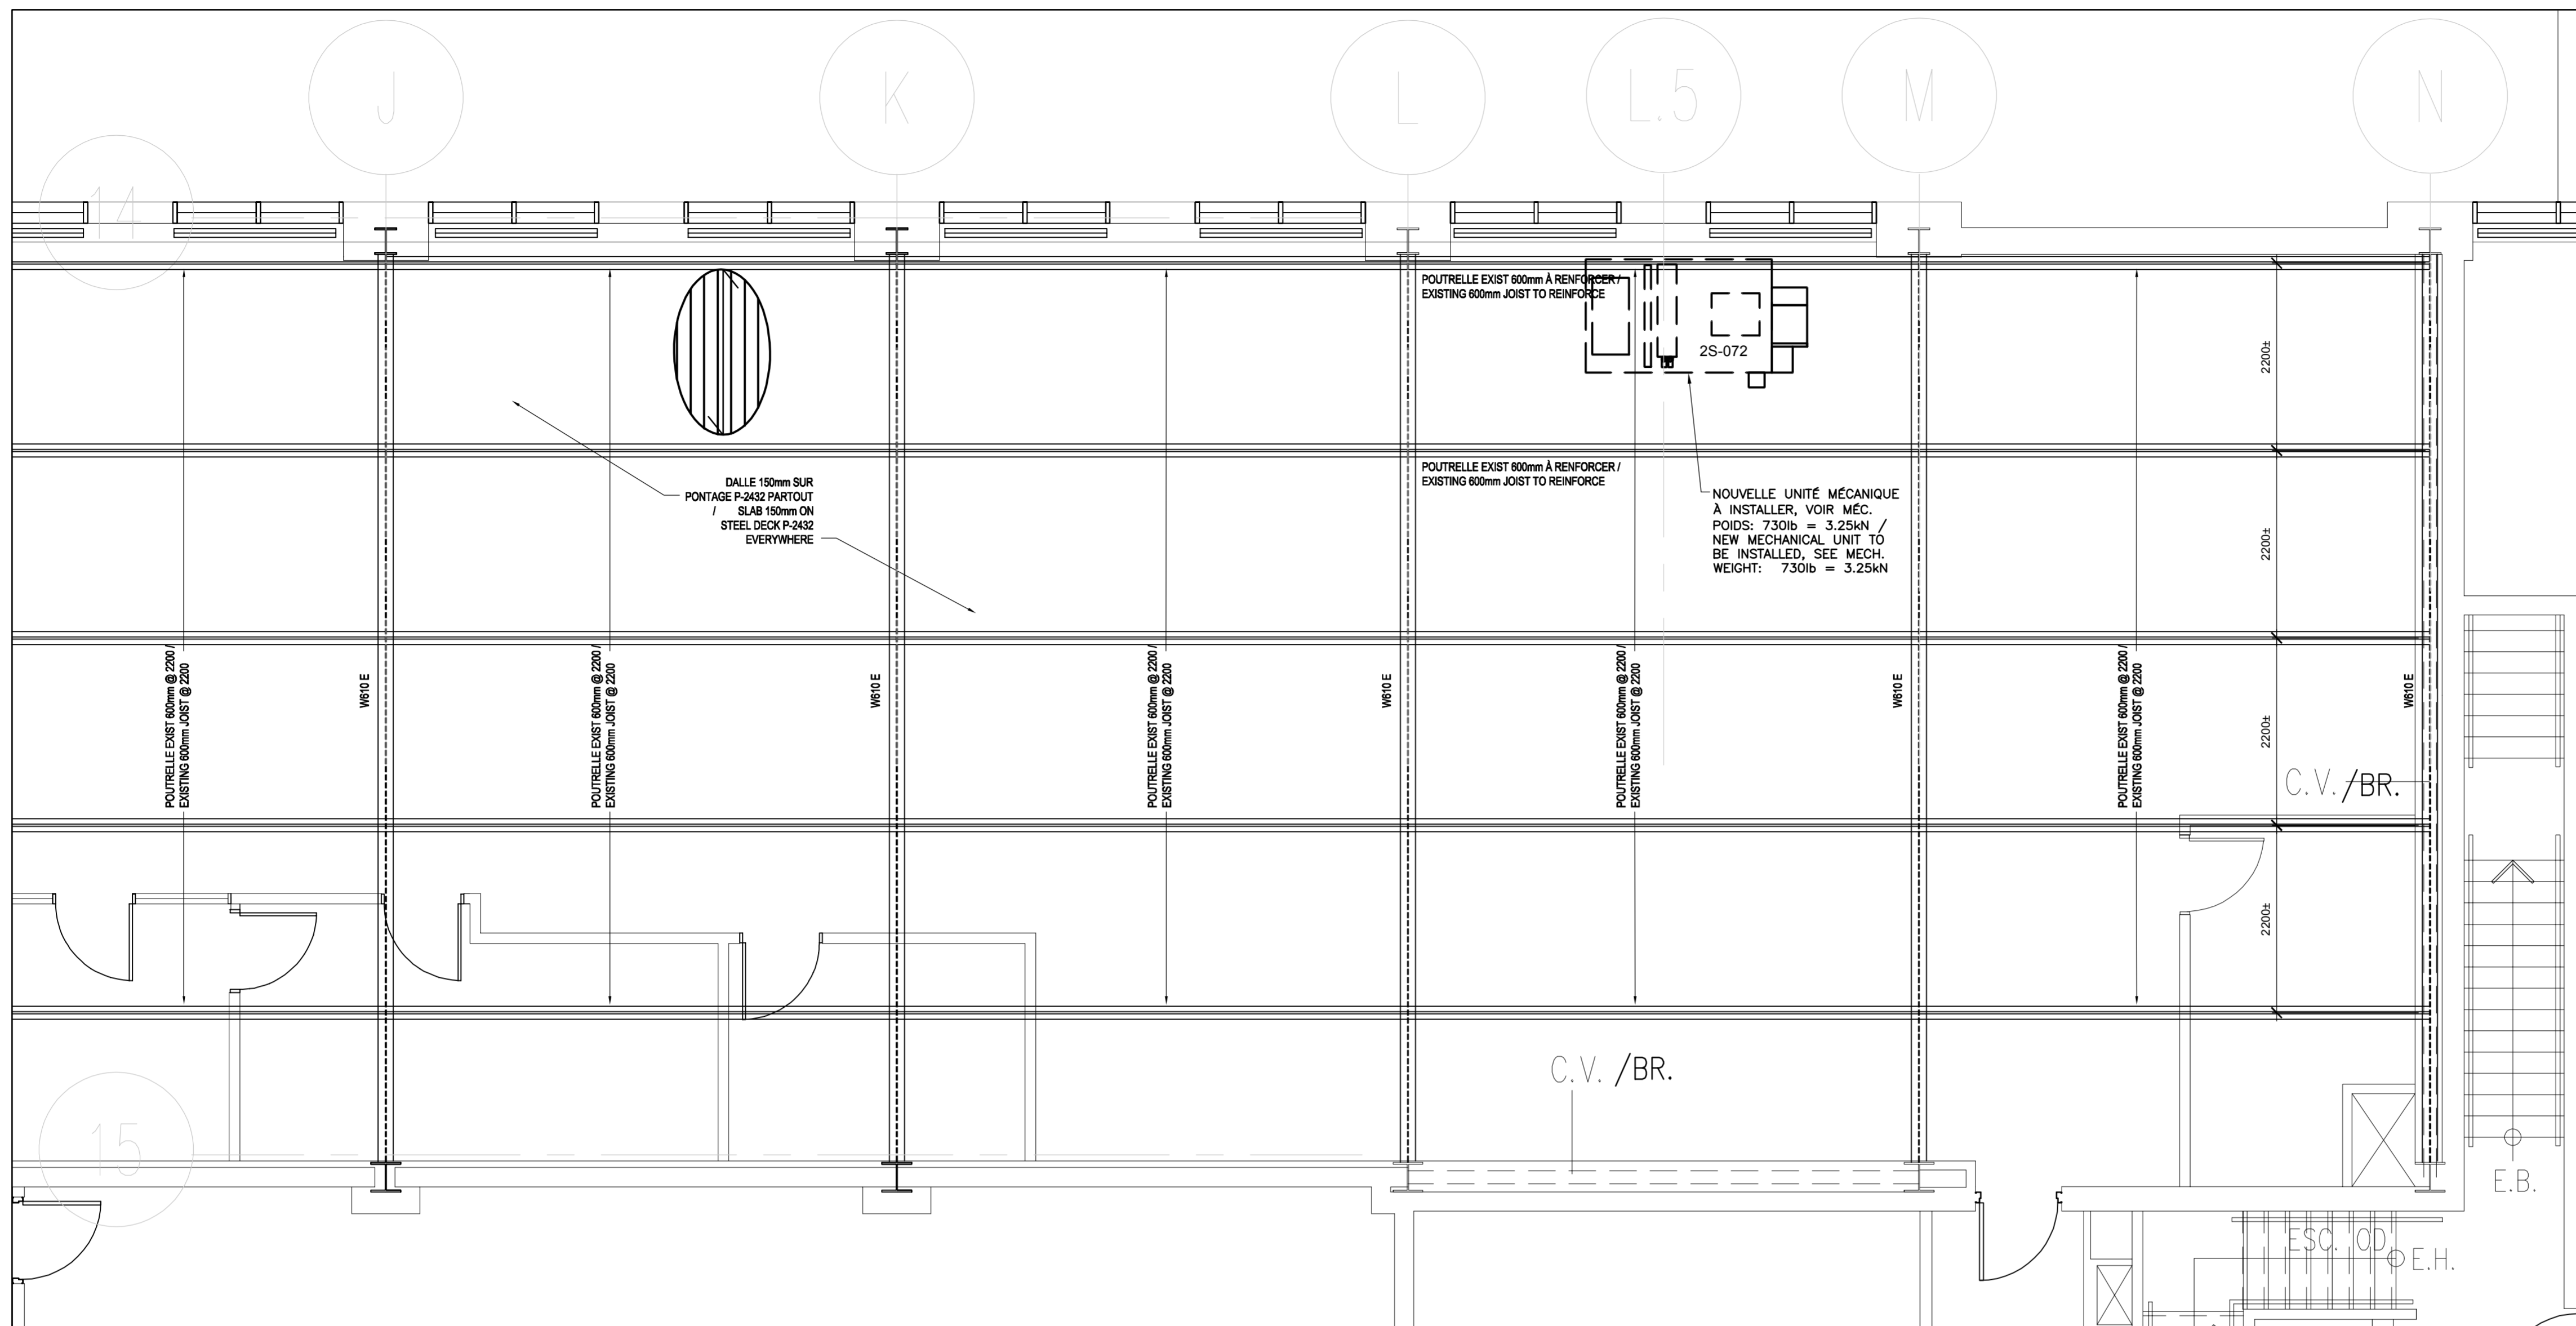 J
K
L
L.5
M
N
14
POUTRELLE EXIST 600mm À RENFORCER /
EXISTING 600mm JOIST TO REINFORCE
2S-072
2200±
POUTRELLE EXIST 600mm À RENFORCER /
EXISTING 600mm JOIST TO REINFORCE
DALLE 150mm SUR
PONTAGE P-2432 PARTOUT
/ SLAB 150mm ON
STEEL DECK P-2432
EVERYWHERE
NOUVELLE UNITÉ MÉCANIQUE
À INSTALLER, VOIR MÉC.
POIDS: 730lb = 3.25kN /
NEW MECHANICAL UNIT TO
BE INSTALLED, SEE MECH.
WEIGHT: 730lb = 3.25kN
2200±
POUTRELLE EXIST 600mm @ 2200 /
EXISTING 600mm JOIST @ 2200
W610 E
POUTRELLE EXIST 600mm @ 2200 /
EXISTING 600mm JOIST @ 2200
W610 E
POUTRELLE EXIST 600mm @ 2200 /
EXISTING 600mm JOIST @ 2200
W610 E
POUTRELLE EXIST 600mm @ 2200 /
EXISTING 600mm JOIST @ 2200
W610 E
POUTRELLE EXIST 600mm @ 2200 /
EXISTING 600mm JOIST @ 2200
2200±
W610 E
C.V. /BR.
2200±
C.V. /BR.
15
E.B.
ESC. OD
E.H.